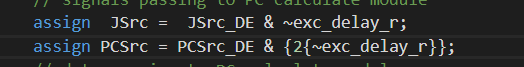 // signals passing to PC calculate module
assign  JSrc =  JSrc_DE & ~exc_delay_r;
assign PCSrc = PCSrc_DE & {2{~exc_delay_r}};